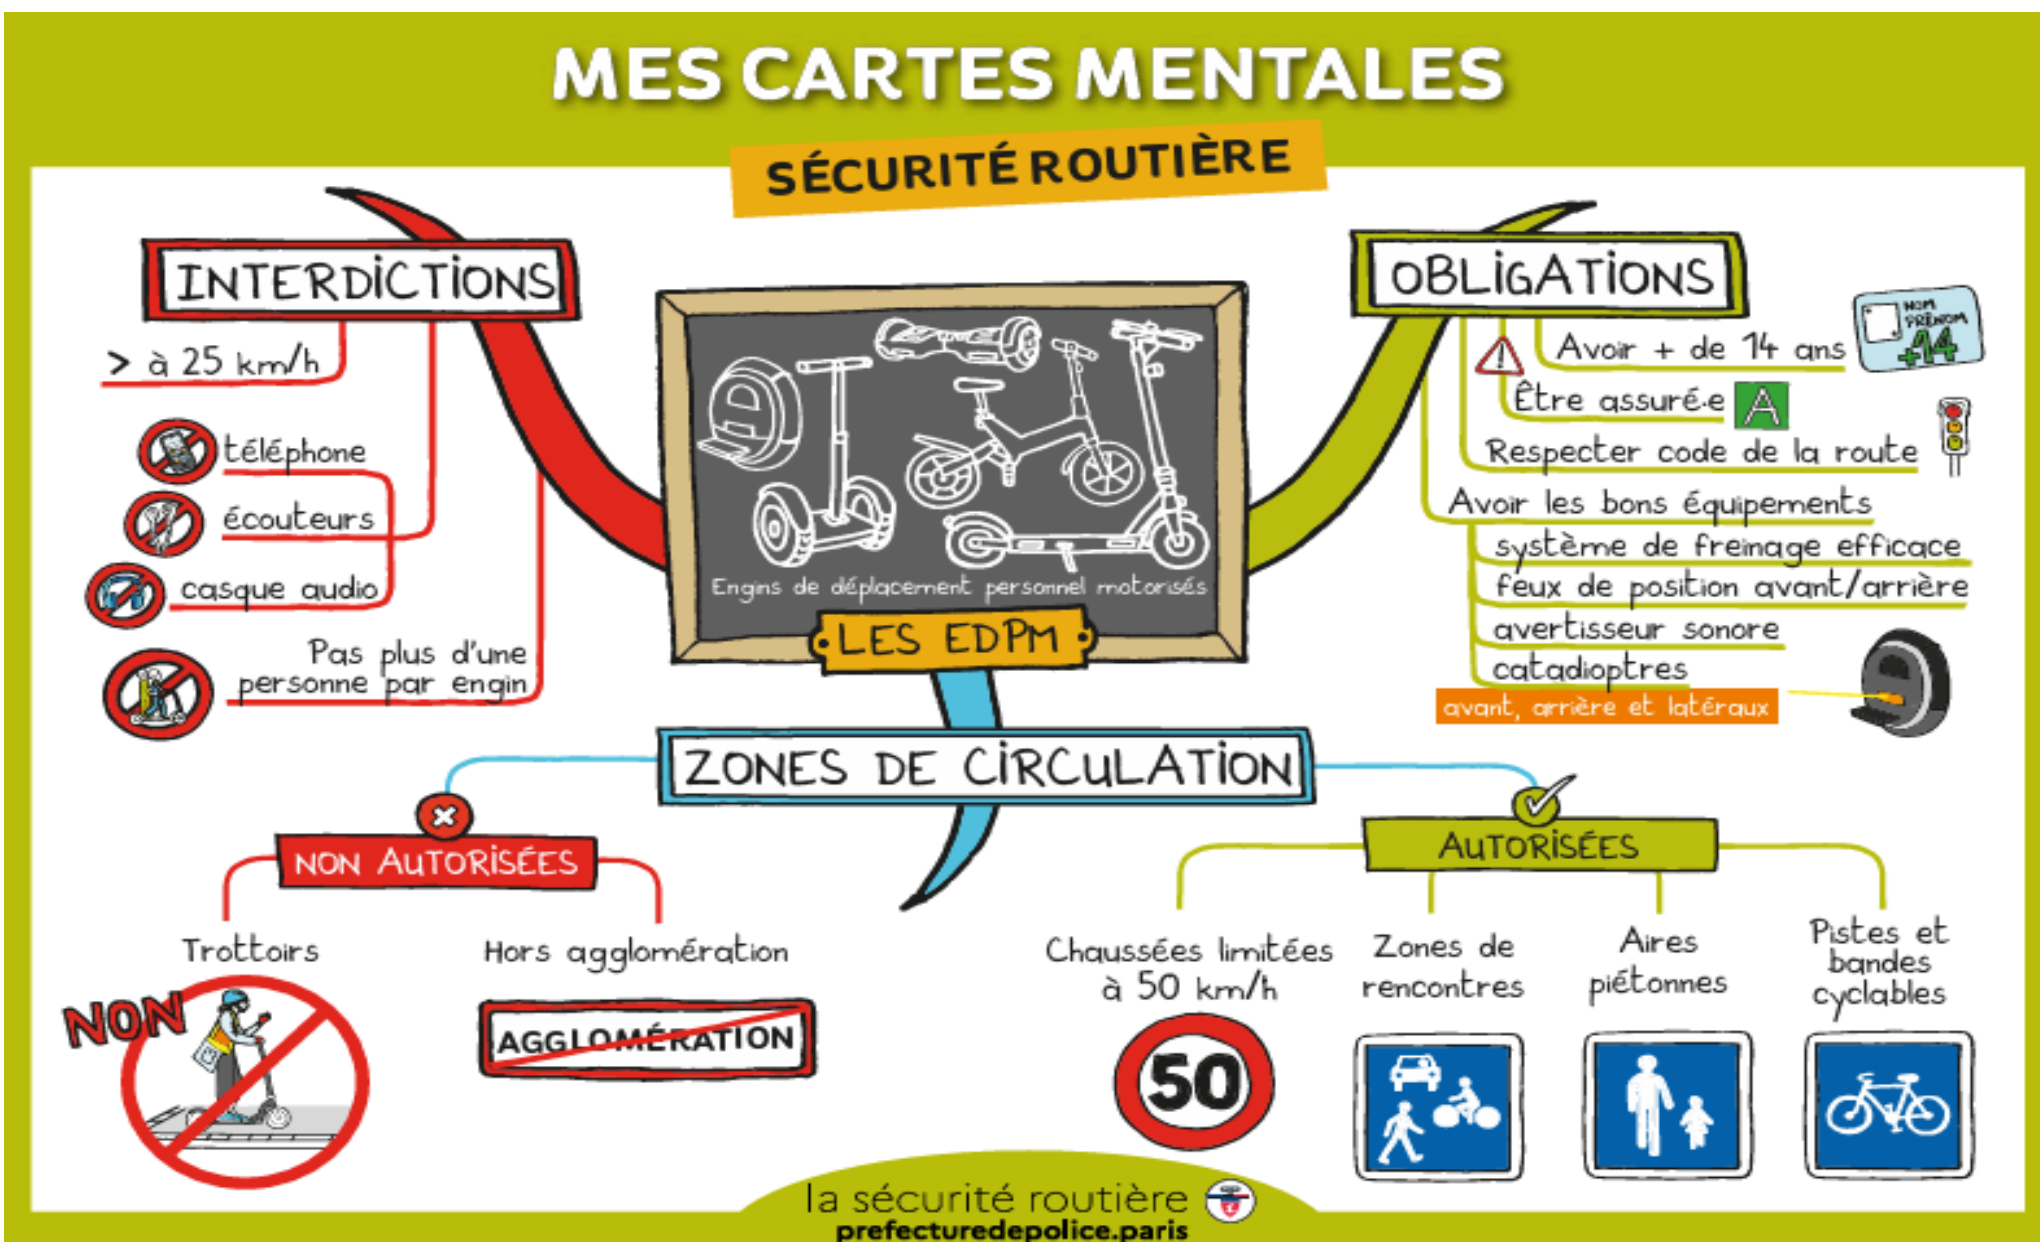 MES CARTES MENTALES
SÉCURITÉ ROUTIÈRE
INTERDICTIONS
> à 25 km/h
téléphone
écouteurs
casque audio
Pas plus d'une
personne par engin
Engins de déplacement personnel motorisés
LES EDPM
OBLIGATIONS
Avoir + de 14 ans
NOM
PRÉNOM
+14
Être assuré·e
A
Respecter code de la route
Avoir les bons équipements
système de freinage efficace
feux de position avant/arrière
avertisseur sonore
catadioptres
avant, arrière et latéraux
ZONES DE CIRCULATION
NON AUTORISÉES
Trottoirs
NON
Hors agglomération
AGGLOMÉRATION
AUTORISÉES
Chaussées limitées
à 50 km/h
50
Zones de
rencontres
Aires
piétonnes
Pistes et
bandes
cyclables
la sécurité routière
prefecturedepolice.paris